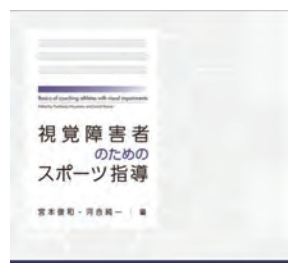 Basics of coaching athletes with visual impairments
視覚障害者
のための
スポーツ指導
宮本俊和・河合純一｜編